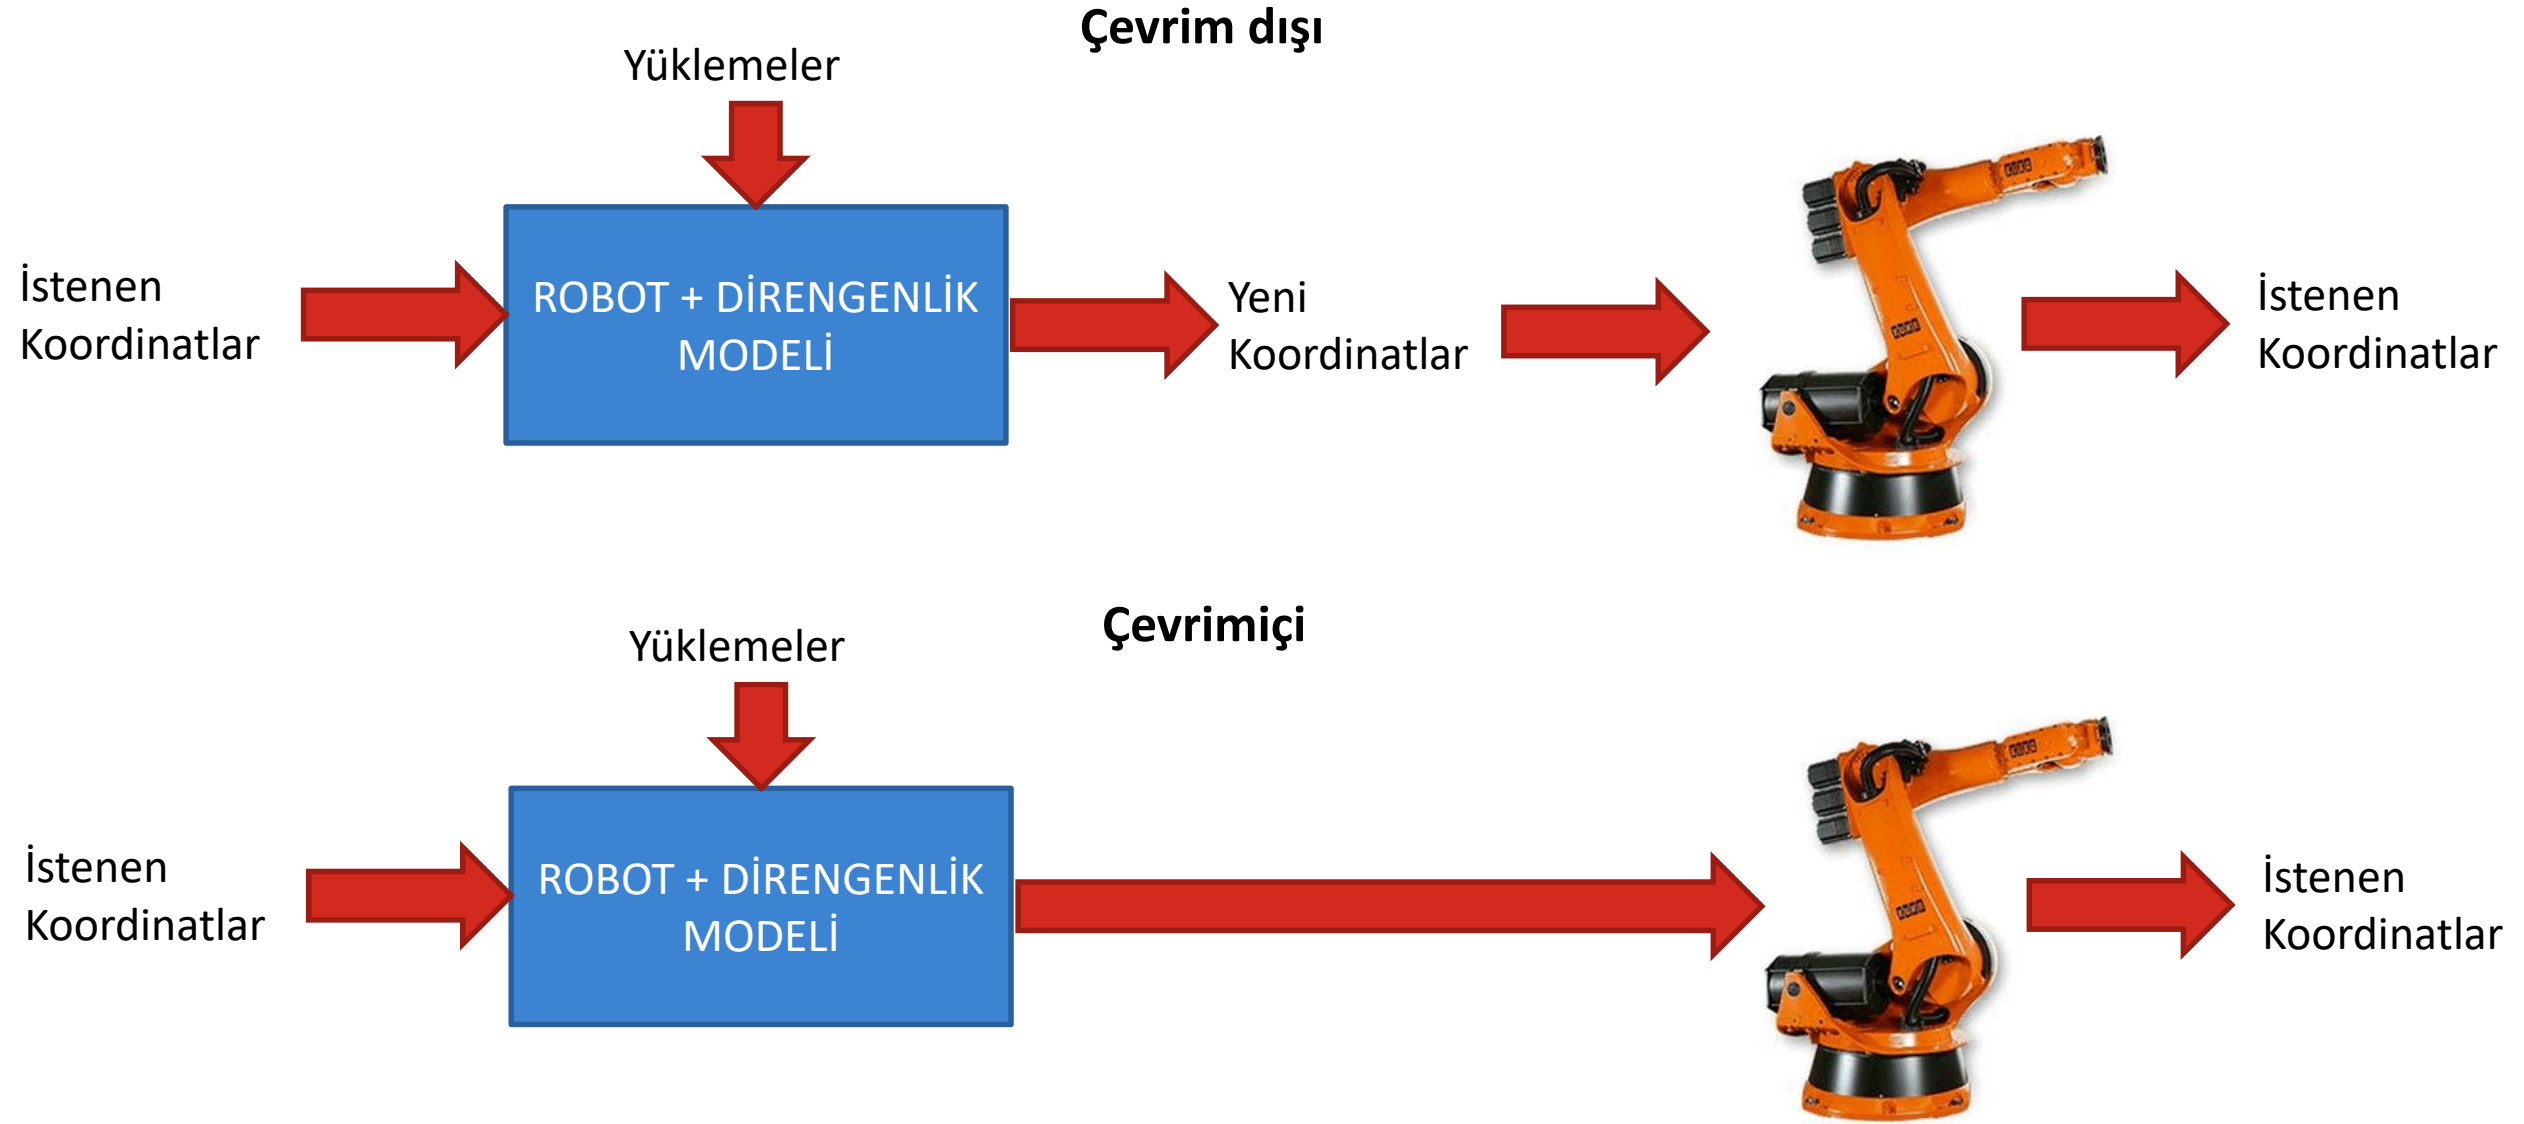 Çevrim dışı
Yüklemeler
İstenen
Koordinatlar
ROBOT + DİRENGENLİK
MODELİ
Yeni
Koordinatlar
İstenen
Koordinatlar
Çevrimiçi
Yüklemeler
İstenen
Koordinatlar
ROBOT + DİRENGENLİK
MODELİ
İstenen
Koordinatlar